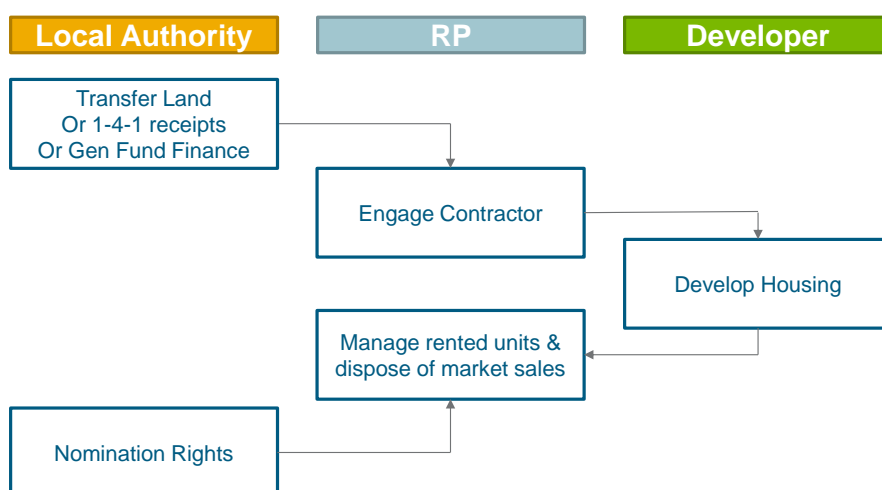 Local Authority
RP
Developer
Transfer Land
Or 1-4-1 receipts
Or Gen Fund Finance
Engage Contractor
Develop Housing
Manage rented units &
dispose of market sales
Nomination Rights